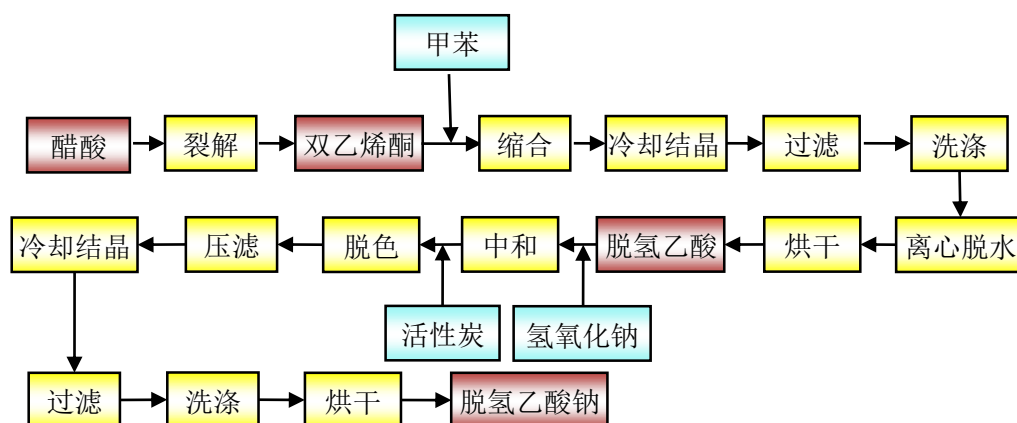 甲苯
醋酸
裂解
双乙烯酮
缩合
冷却结晶
过滤
洗涤
冷却结晶
压滤
脱色
中和
脱氢乙酸
烘干
离心脱水
活性炭
氢氧化钠
过滤
洗涤
烘干
脱氢乙酸钠